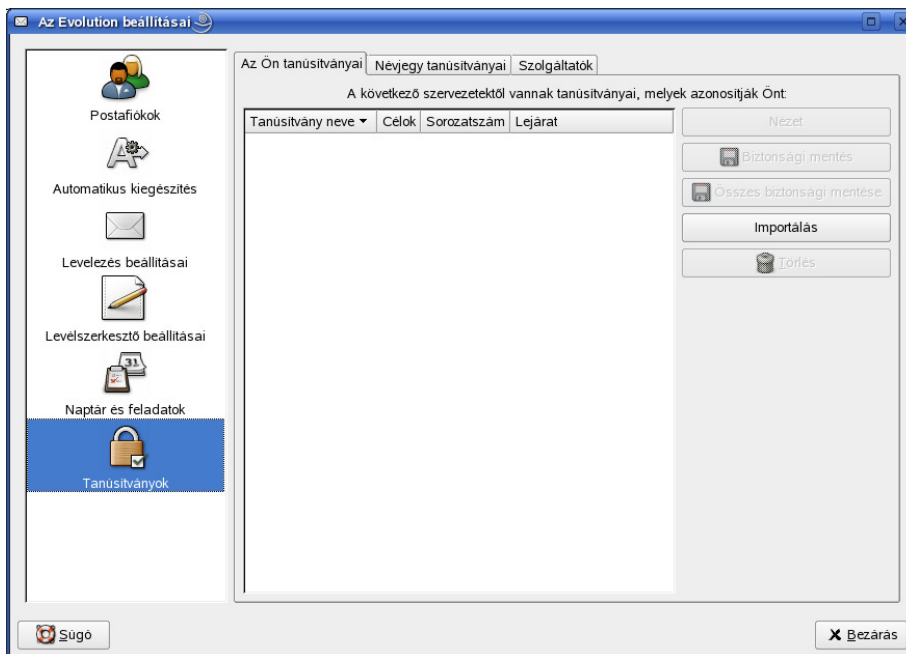 Az Evolution beállításai
Postafiókok
Automatikus kiegészítés
Levelezés beállításai
Levélszerkesztő beállításai
31
Naptár és feladatok
Tanúsítványok
Az Ön tanúsítványai Névjegy tanúsítványai Szolgáltatók
A következő szervezetektől vannak tanúsítványai, melyek azonosítják Önt:
Tanúsítvány neve Célok Sorozatszám Lejárat
Nézet
Biztonsági mentés
Összes biztonsági mentése
Importálás
Törlés
Súgó
Bezárás